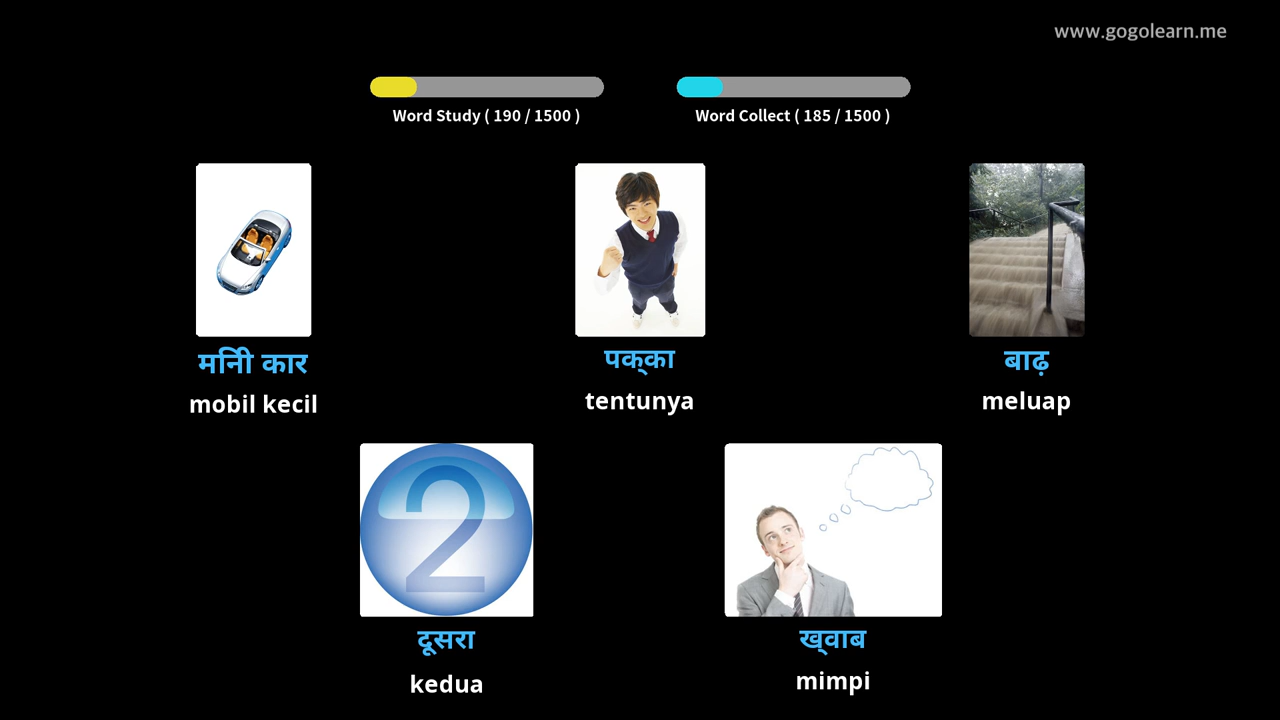 www.gogolearn.me
Word Study ( 190 / 1500 )
Word Collect ( 185 / 1500 )
मिनी कार
mobil kecil
पक्का
tentunya
बाढ़
meluap
2
दूसरा
kedua
ख्वाब
mimpi